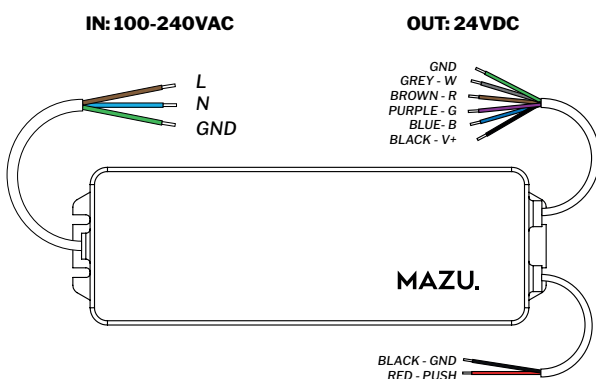 IN: 100-240VAC
L
N
GND
OUT: 24VDC
GND
GREY - W
BROWN - R
PURPLE - G
BLUE- B
BLACK - V+
MAZU.
BLACK - GND
RED - PUSH